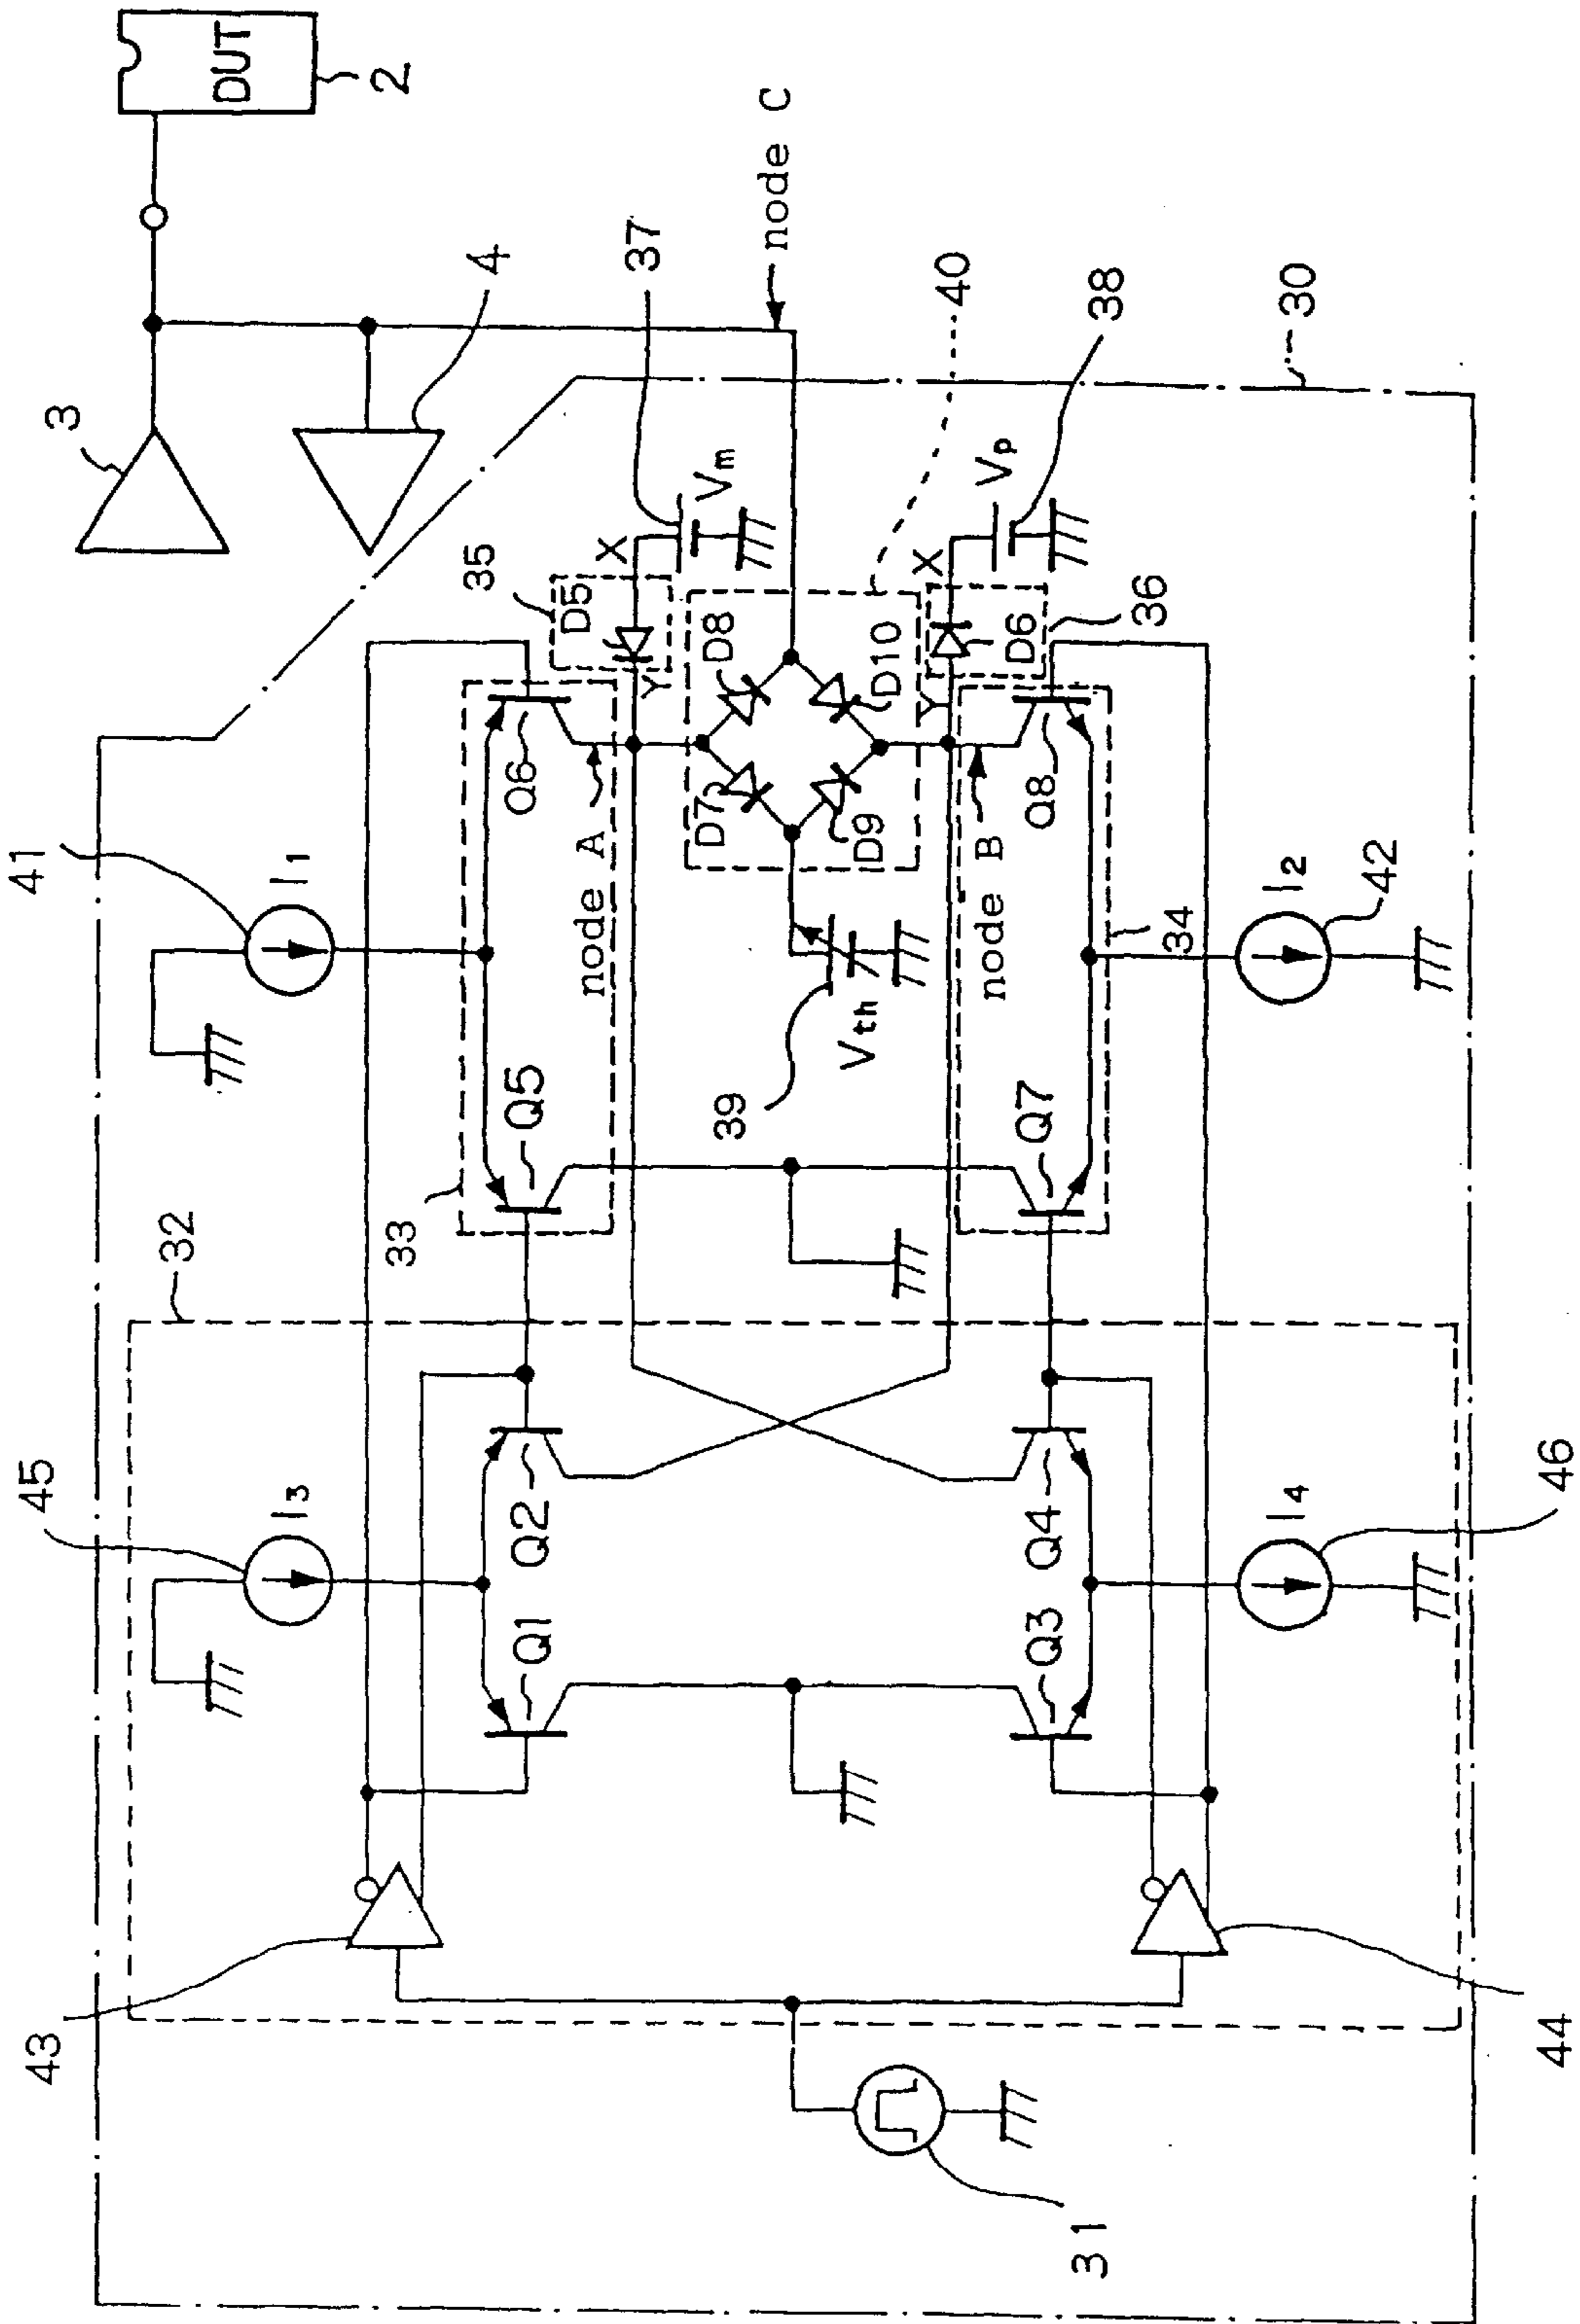 3
DUT
2
4
node C
41
I1
35
D5
X
37
Vm
Q6
Y
D8
node A
D7
40
33
Q5
39
Vth
D9
D10
X
Vp
38
Y
D6
36
node B
Q8
30
Q7
34
I2
42
32
45
I3
Q2
Q1
Q4
Q3
I4
46
43
44
31